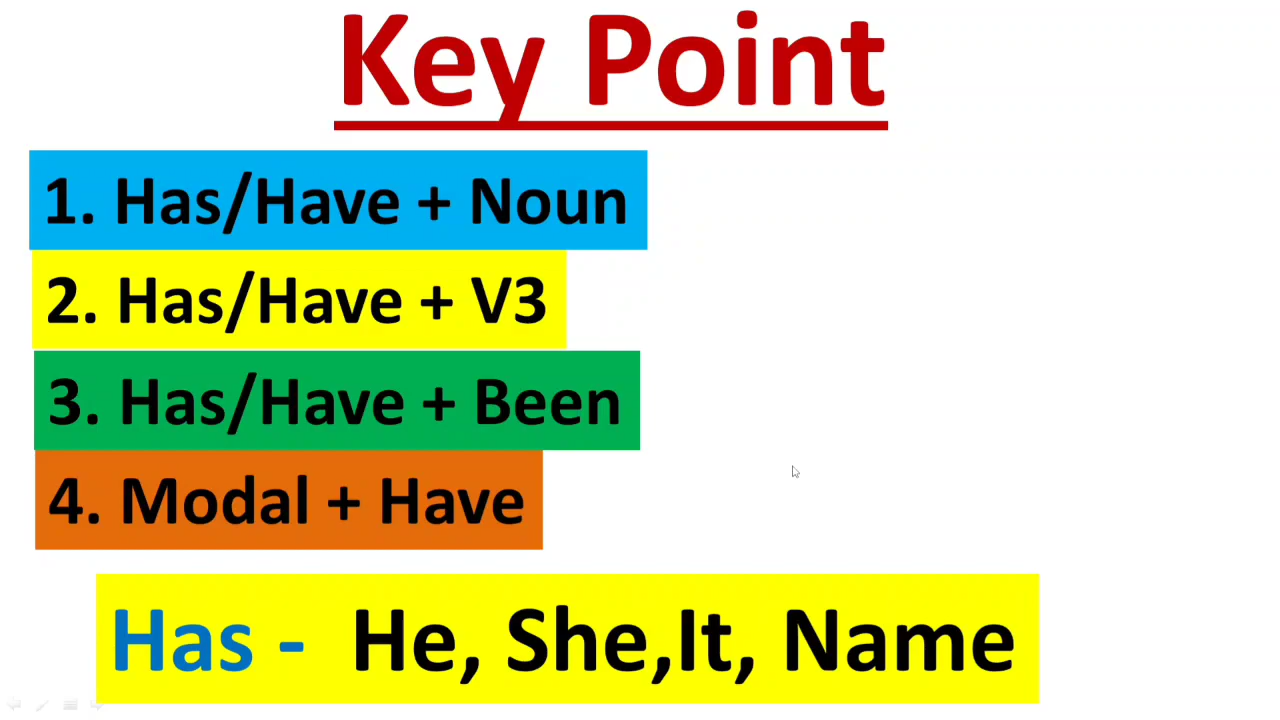 Key Point
1. Has/Have + Noun
2. Has/Have + V3
3. Has/Have + Been
4. Modal + Have
Has - He, She,It, Name